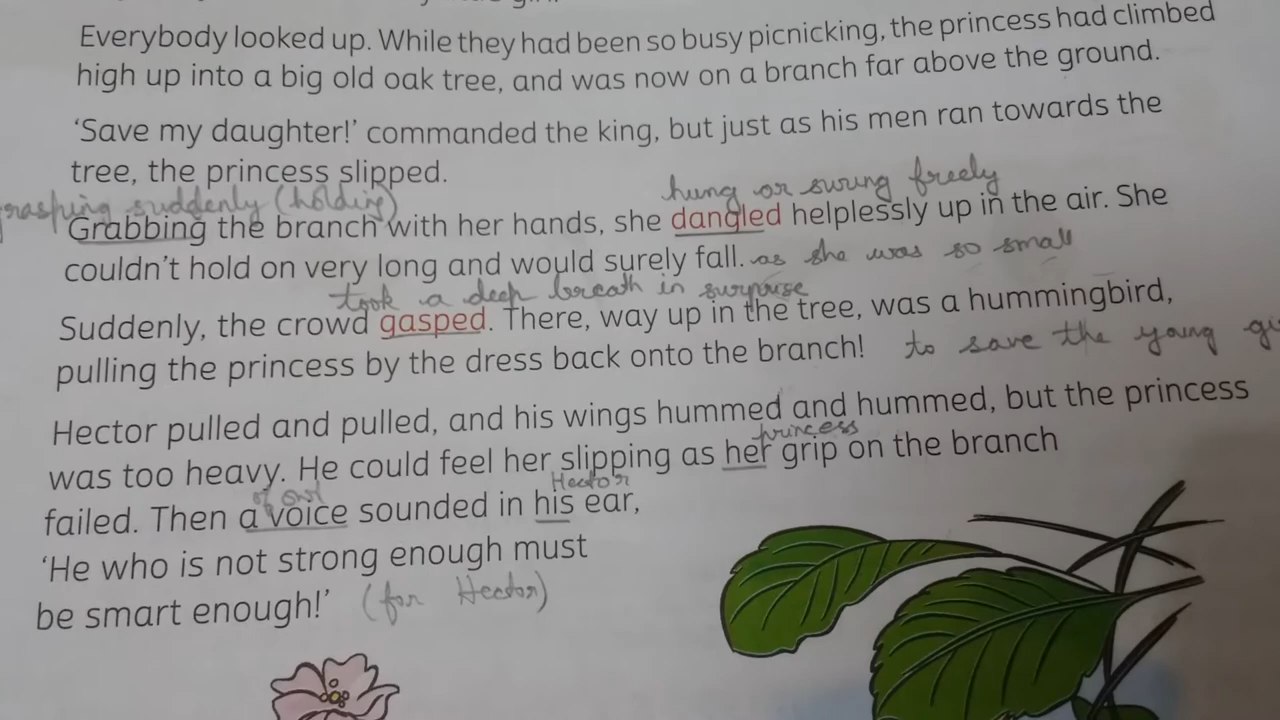 Everybody looked up. While they had been so busy picnicking, the princess had climbed
high up into a big old oak tree, and was now on a branch far above the ground.
‘Save my daughter!’ commanded the king, but just as his men ran towards the
tree, the princess slipped.
hung or swung freely
grasping suddenly (holding)
Grabbing the branch with her hands, she dangled helplessly up in the air. She
couldn’t hold on very long and would surely fall. as she was so small
took a deep breath in surprise
Suddenly, the crowd gasped. There, way up in the tree, was a hummingbird,
pulling the princess by the dress back onto the branch! to save the young
Hector pulled and pulled, and his wings hummed and hummed, but the princess
princess
was too heavy. He could feel her slipping as her grip on the branch
Hector
of owl
failed. Then a voice sounded in his ear,
‘He who is not strong enough must
be smart enough!’ (for Hector)